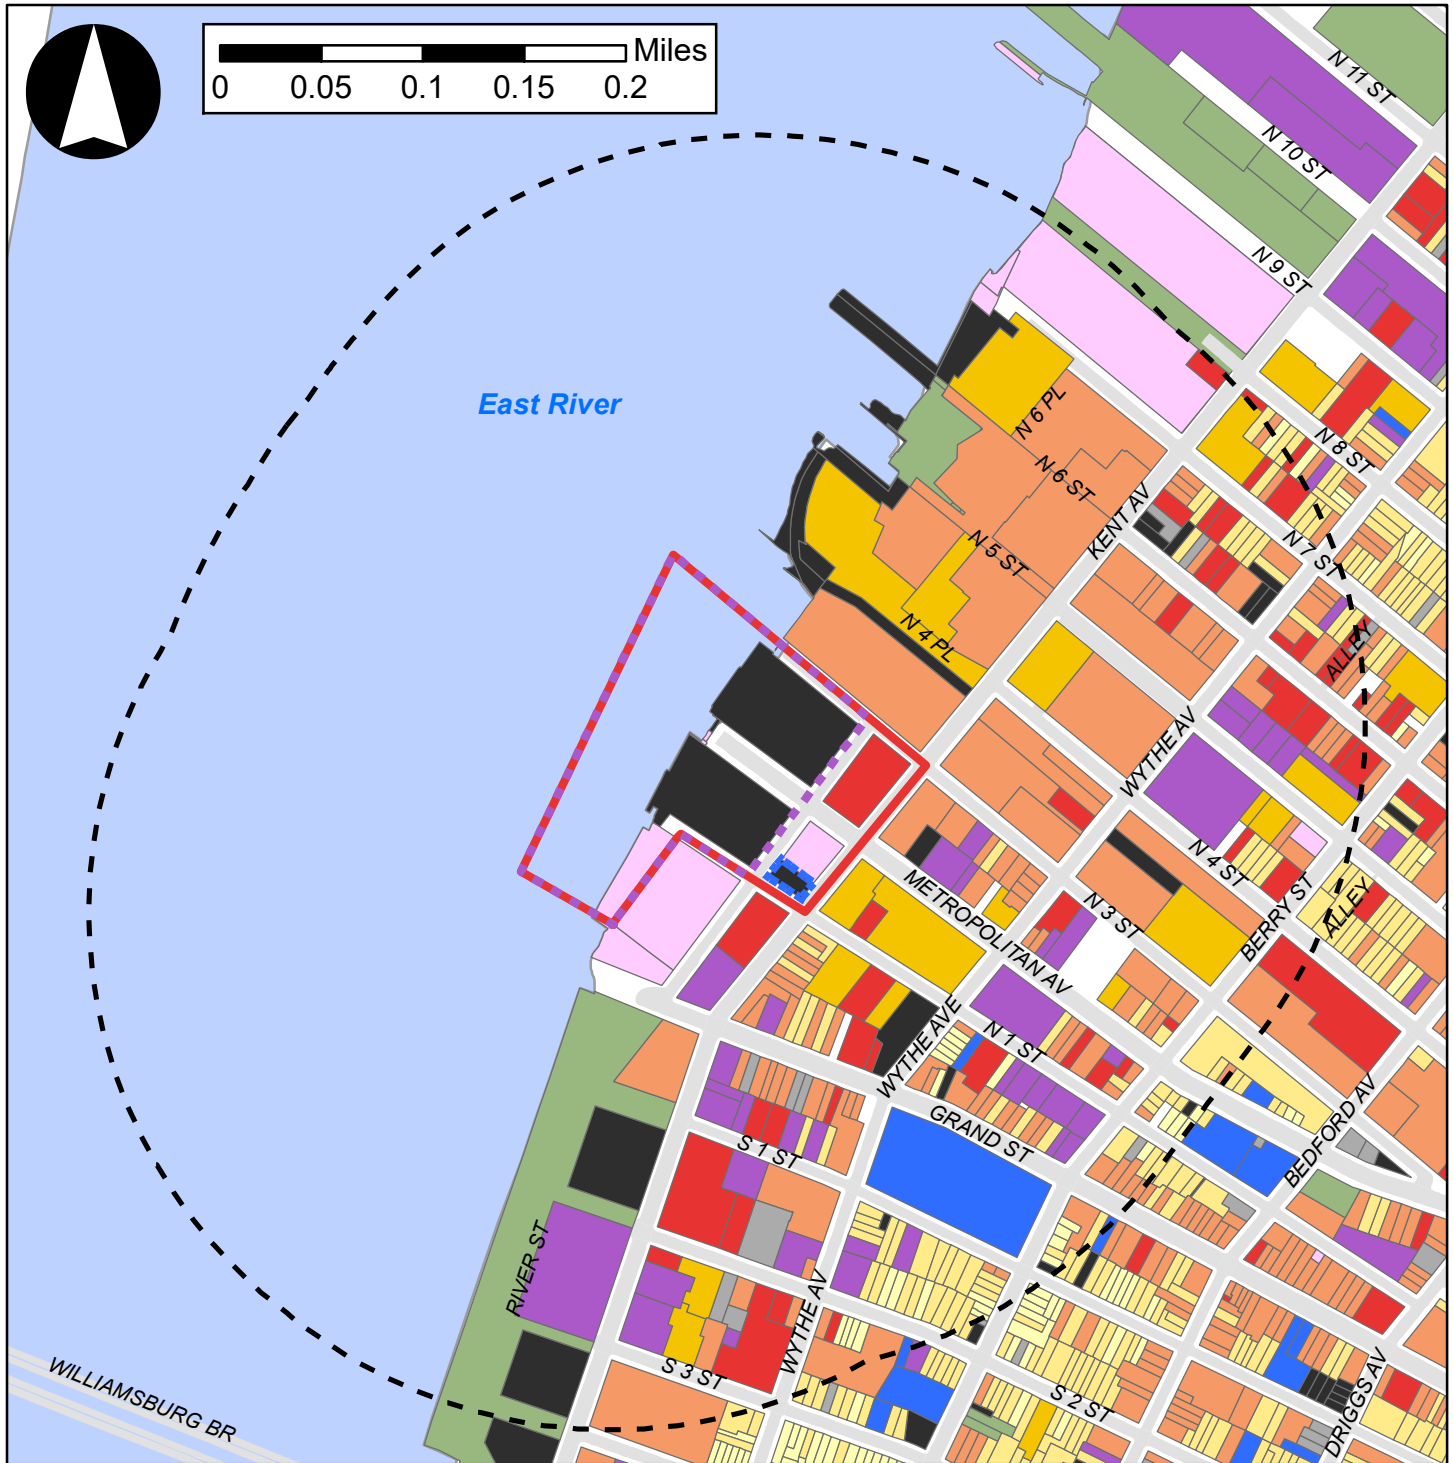 Miles
0 0.05 0.1 0.15 0.2
N 11 ST
N 10 ST
N 9 ST
East River
N 6 PL
N 8 ST
N 6 ST
KENT AV
N 5 ST
N 7 ST
N 4 PL
ALLEY
WYTHE AV
N 4 ST
METROPOLITAN AV
N 3 ST
BERRY ST
ALLEY
WYTHE AVE
N 1 ST
GRAND ST
BEDFORD AV
S 1 ST
RIVER ST
WYTHE AV
WILLIAMSBURG BR
S 3 ST
S 2 ST
DRIGGS AV